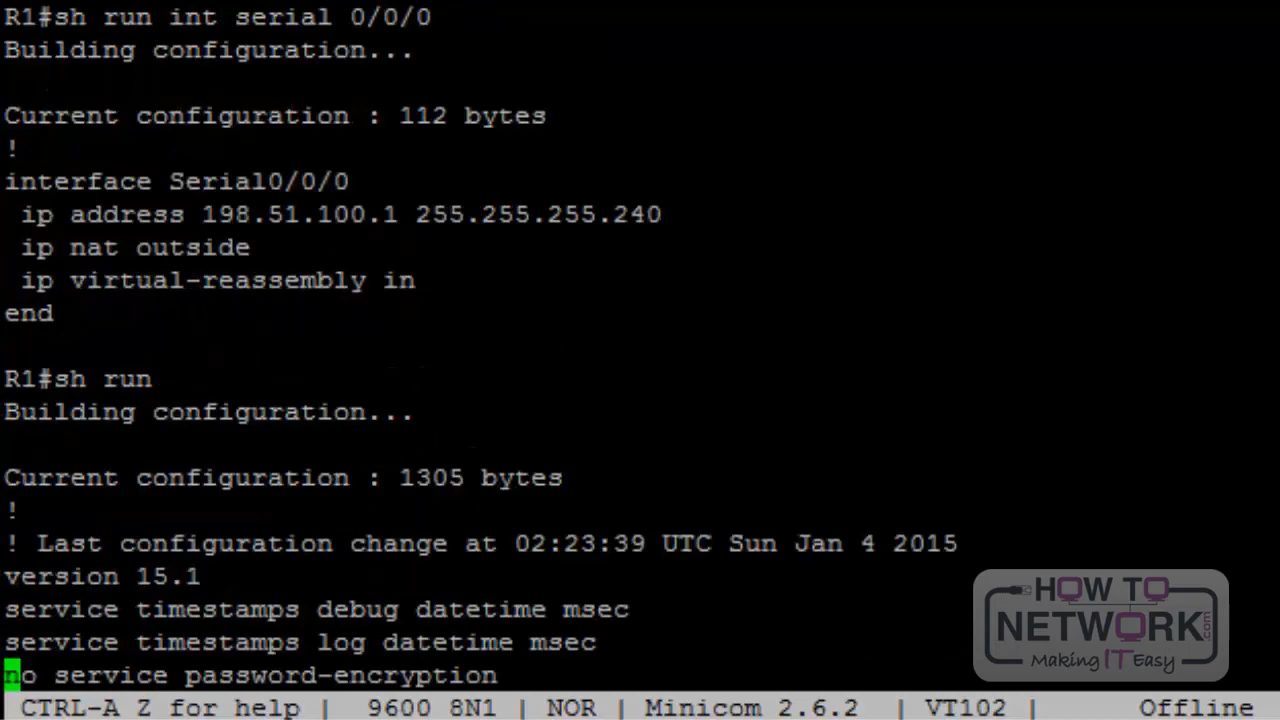 R1#sh run int serial 0/0/0
Building configuration...
Current configuration : 112 bytes
!
interface Serial0/0/0
 ip address 198.51.100.1 255.255.255.240
 ip nat outside
 ip virtual-reassembly in
end
R1#sh run
Building configuration...
Current configuration : 1305 bytes
!
! Last configuration change at 02:23:39 UTC Sun Jan 4 2015
version 15.1
service timestamps debug datetime msec
service timestamps log datetime msec
no service password-encryption
HOW TO
NETWORK.com
Making IT Easy
CTRL-A Z for help | 9600 8N1 | NOR | Minicom 2.6.2 | VT102 | Offline